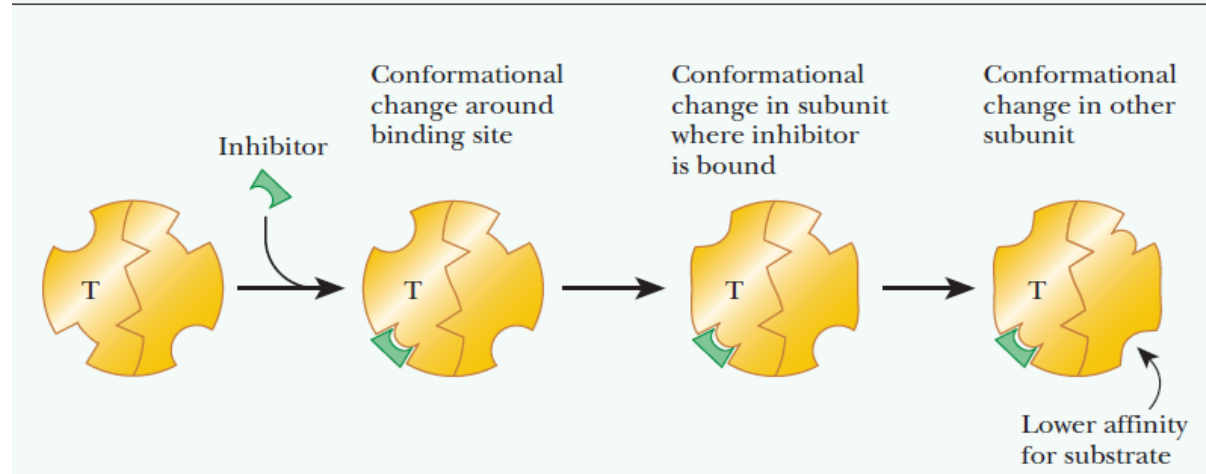 Inhibitor
Conformational
change around
binding site
Conformational
change in subunit
where inhibitor
is bound
Conformational
change in other
subunit
T
T
T
T
Lower affinity
for substrate